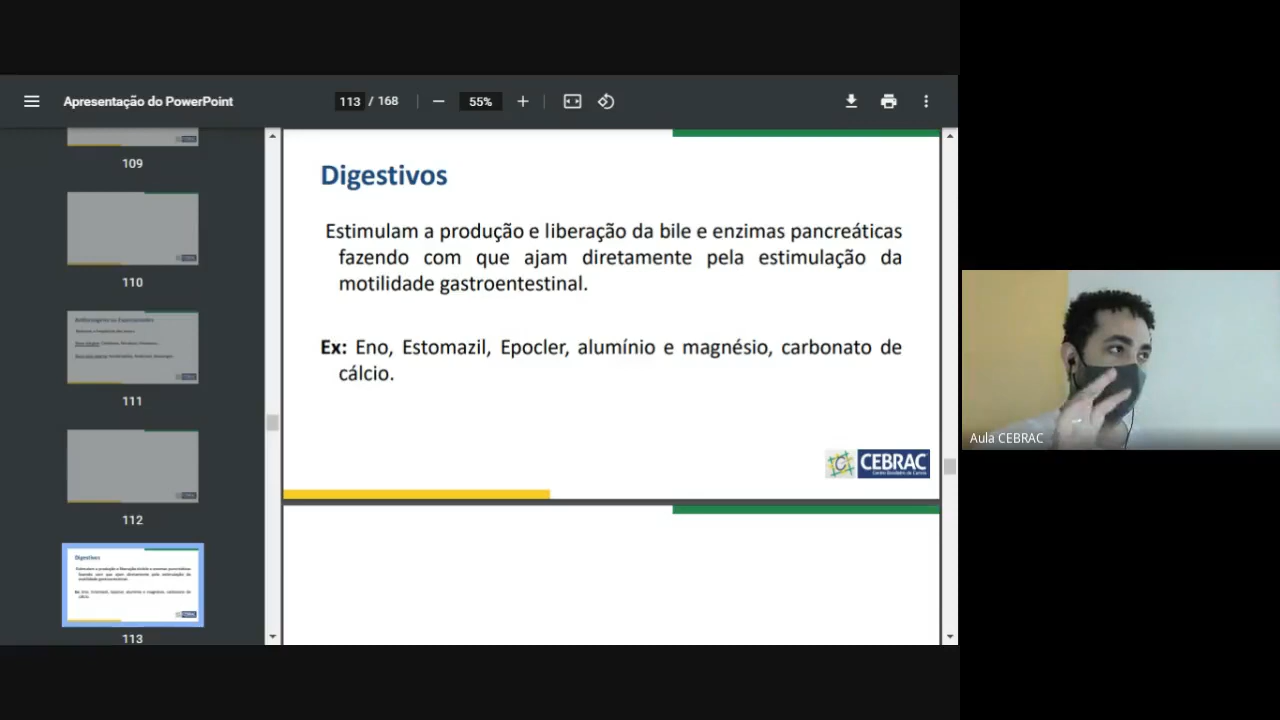 Apresentação do PowerPoint
113 / 168
55%
109
110
111
112
Digestivos
113
Digestivos
Estimulam a produção e liberação da bile e enzimas pancreáticas
fazendo com que ajam diretamente pela estimulação da
motilidade gastroentestinal.
Ex: Eno, Estomazil, Epocler, alumínio e magnésio, carbonato de
cálcio.
CEBRAC
Aula CEBRAC